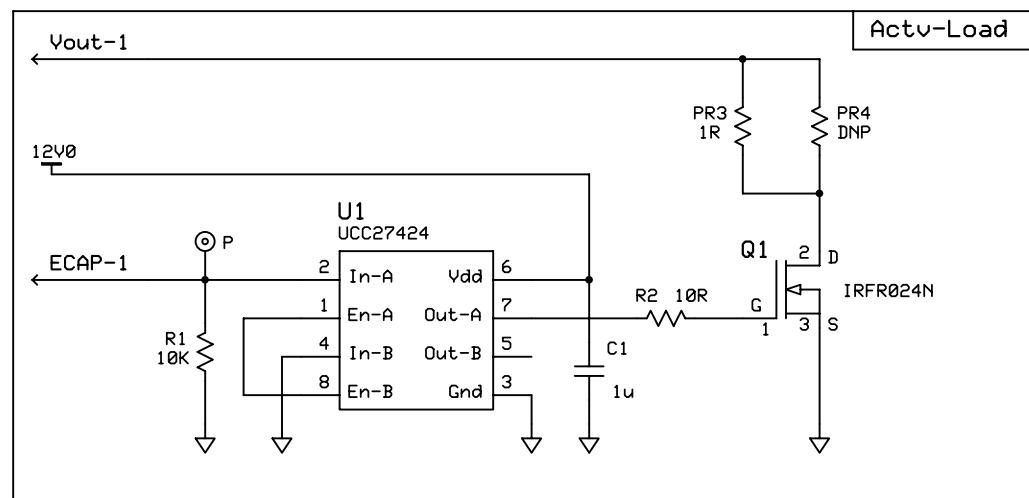 Actv-Load
Vout-1
PR3
1R
PR4
DNP
12V0
U1
UCC27424
P
ECAP-1
2 In-A Vdd 6
1 En-A Out-A 7
4 In-B Out-B 5
8 En-B Gnd 3
R1
10K
R2 10R
C1
1u
Q1
2 D
G
1
3 S
IRFR024N